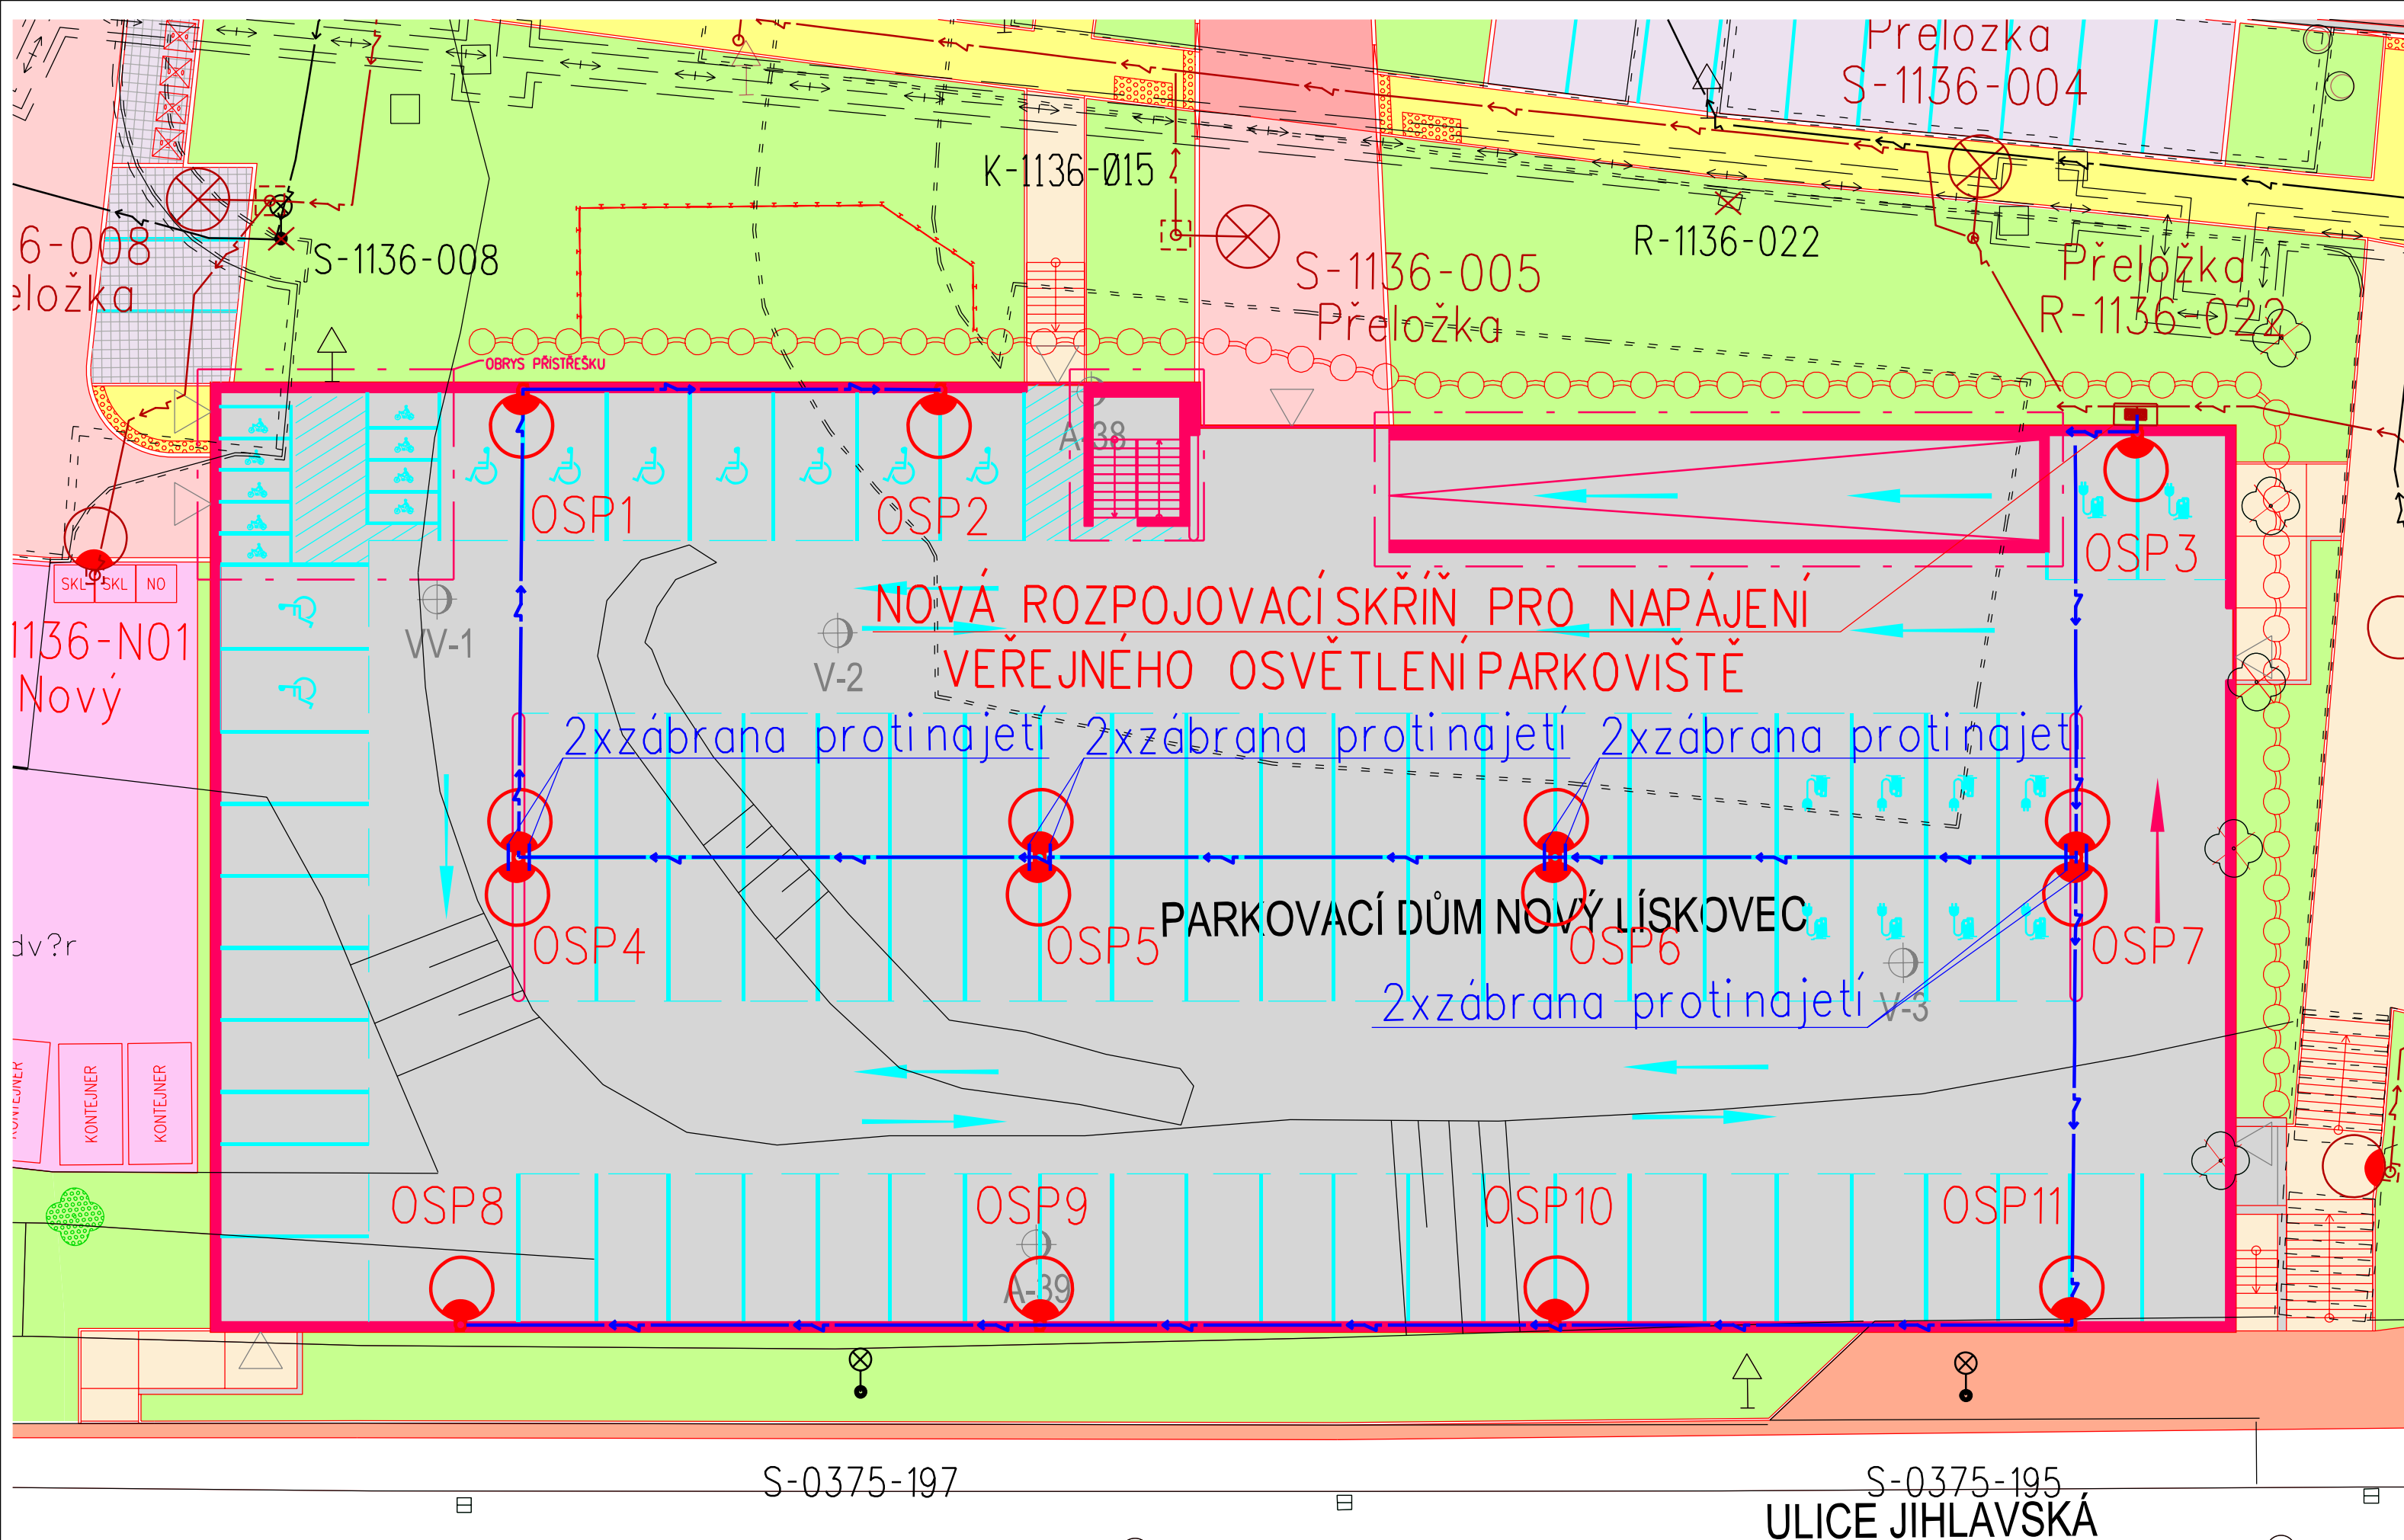 Přeložka
S-1136-004
K-1136-Ø15
6-008
eložka
S-1136-008
S-1136-005
Přeložka
R-1136-022
Přeložka
R-1136-022
OBRYS PŘÍSTŘEŠKU
A-38
OSP1
OSP2
OSP3
SKL
SKL
NO
1136-N01
Nový
VV-1
V-2
NOVÁ ROZPOJOVACÍ SKŘÍŇ PRO NAPÁJENÍ
VEŘEJNÉHO OSVĚTLENÍ PARKOVIŠTĚ
2xzábrana proti najetí
2xzábrana proti najetí
2xzábrana proti najetí
PARKOVACÍ DŮM NOVÝ LÍSKOVEC
dv?r
OSP4
OSP5
OSP6
OSP7
2xzábrana proti najetí
V-3
KONTEJNER
KONTEJNER
KONTEJNER
OSP8
OSP9
OSP10
OSP11
A-39
S-0375-197
S-0375-195
ULICE JIHLAVSKÁ